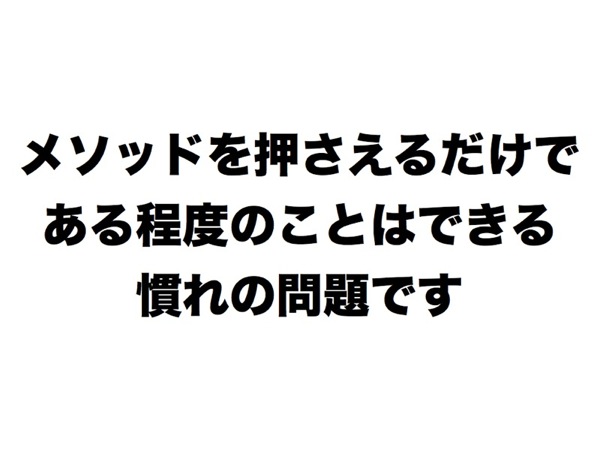 メソッドを押さえるだけで
ある程度のことはできる
慣れの問題です